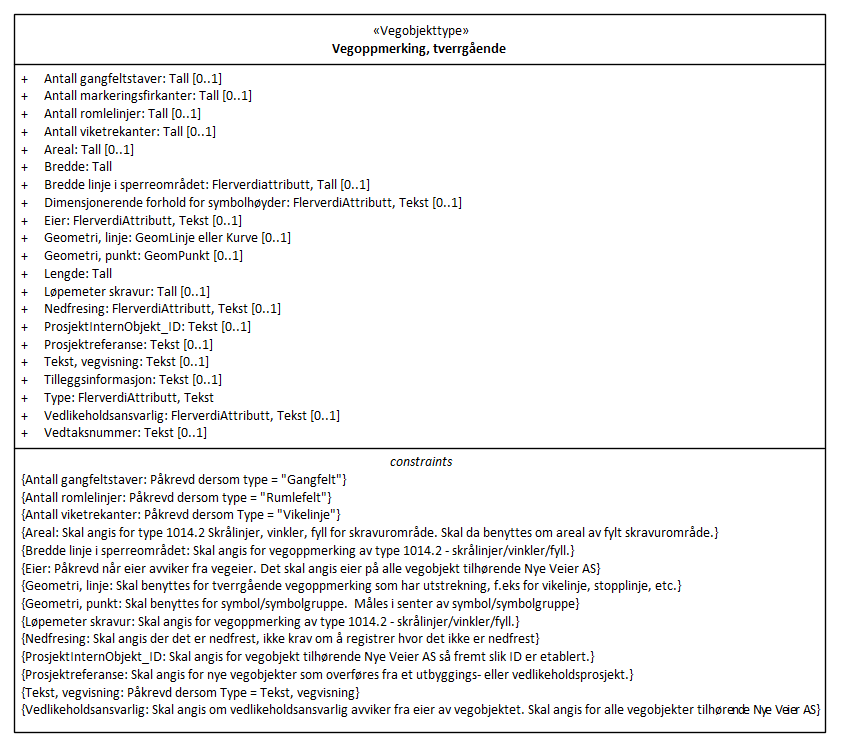 «Vegobjekttype»
Vegoppmerking, tverrgående
+ Antall gangfeltstaver: Tall [0..1]
+ Antall markeringsfirkanter: Tall [0..1]
+ Antall romlelinjer: Tall [0..1]
+ Antall viketrekanter: Tall [0..1]
+ Areal: Tall [0..1]
+ Bredde: Tall
+ Bredde linje i sperreområdet: Flerverdiattributt, Tall [0..1]
+ Dimensjonerende forhold for symbolhøyder: FlerverdiAttributt, Tekst [0..1]
+ Eier: FlerverdiAttributt, Tekst [0..1]
+ Geometri, linje: GeomLinje eller Kurve [0..1]
+ Geometri, punkt: GeomPunkt [0..1]
+ Lengde: Tall
+ Løpemeter skravur: Tall [0..1]
+ Nedfresing: FlerverdiAttributt, Tekst [0..1]
+ ProsjektInternObjekt_ID: Tekst [0..1]
+ Prosjektreferanse: Tekst [0..1]
+ Tekst, vegvisning: Tekst [0..1]
+ Tilleggsinformasjon: Tekst [0..1]
+ Type: FlerverdiAttributt, Tekst
+ Vedlikeholdsansvarlig: FlerverdiAttributt, Tekst [0..1]
+ Vedtaksnummer: Tekst [0..1]
constraints
{Antall gangfeltstaver: Påkrevd dersom type = "Gangfelt"}
{Antall romlelinjer: Påkrevd dersom type = "Rumlefelt"}
{Antall viketrekanter: Påkrevd dersom Type = "Vikelinje"}
{Areal: Skal angis for type 1014.2 Skrålinjer, vinkler, fyll for skravurområde. Skal da benyttes om areal av fylt skravurområde.}
{Bredde linje i sperreområdet: Skal angis for vegoppmerking av type 1014.2 - skrålinjer/vinkler/fyll.}
{Eier: Påkrevd når eier avviker fra vegeier. Det skal angis eier på alle vegobjekt tilhørende Nye Veier AS}
{Geometri, linje: Skal benyttes for tverrgående vegoppmerking som har utstrekning, f.eks for vikelinje, stopplinje, etc.}
{Geometri, punkt: Skal benyttes for symbol/symbolgruppe.  Måles i senter av symbol/symbolgruppe}
{Løpemeter skravur: Skal angis for vegoppmerking av type 1014.2 - skrålinjer/vinkler/fyll.}
{Nedfresing: Skal angis der det er nedfrest, ikke krav om å registrer hvor det ikke er nedfrest}
{ProsjektInternObjekt_ID: Skal angis for vegobjekt tilhørende Nye Veier AS så fremt slik ID er etablert.}
{Prosjektreferanse: Skal angis for nye vegobjekter som overføres fra et utbyggings- eller vedlikeholdsprosjekt.}
{Tekst, vegvisning: Påkrevd dersom Type = Tekst, vegvisning}
{Vedlikeholdsansvarlig: Skal angis om vedlikeholdsansvarlig avviker fra eier av vegobjektet. Skal angis for alle vegobjekter tilhørende Nye Veier AS}